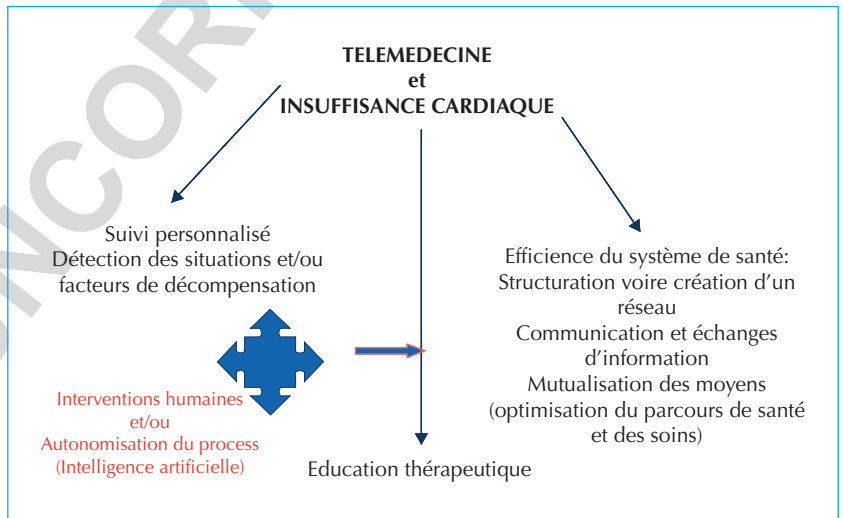 TELEMEDECINE
et
INSUFFISANCE CARDIAQUE
Suivi personnalisé
Détection des situations et/ou
facteurs de décompensation
Interventions humaines
et/ou
Autonomisation du process
(Intelligence artificielle)
Education thérapeutique
Efficience du système de santé:
Structuration voire création d’un
réseau
Communication et échanges
d’information
Mutualisation des moyens
(optimisation du parcours de santé
et des soins)